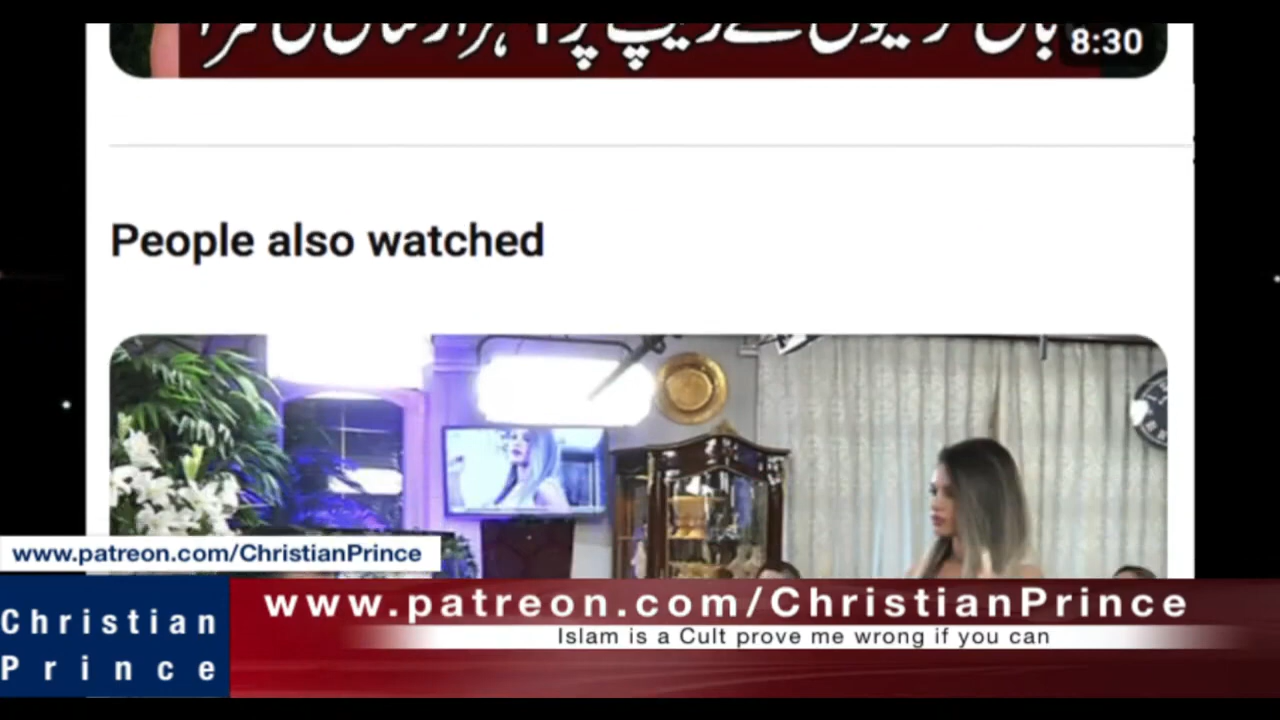 8:30
People also watched
www.patreon.com/ChristianPrince
Christian
Prince
www.patreon.com/ChristianPrince
Islam is a Cult prove me wrong if you can